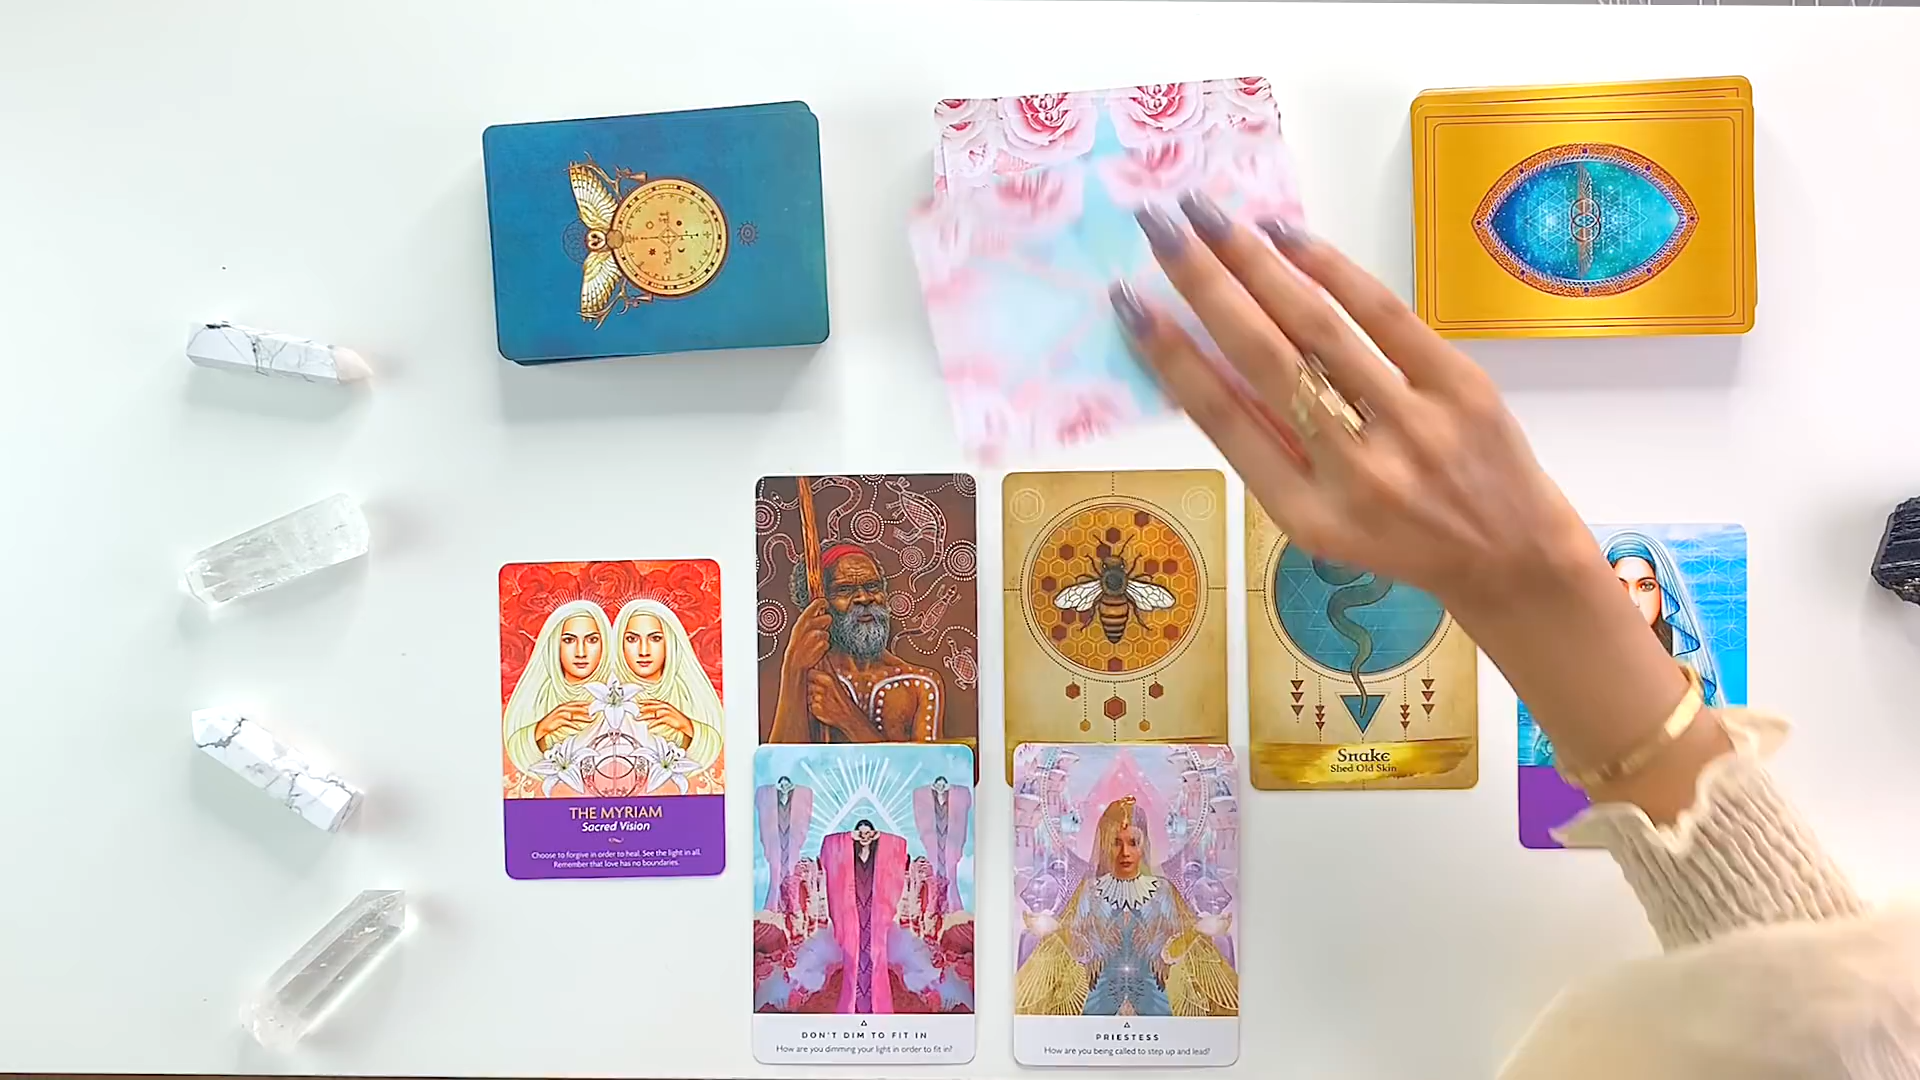 Snake
Shed Old Skin
THE MYRIAM
Sacred Vision
Choose to forgive in order to heal. See the light in all.
Remember that love has no boundaries.
DON'T DIM TO FIT IN
How are you dimming your light in order to fit in?
PRIESTESS
How are you being called to step up and lead?